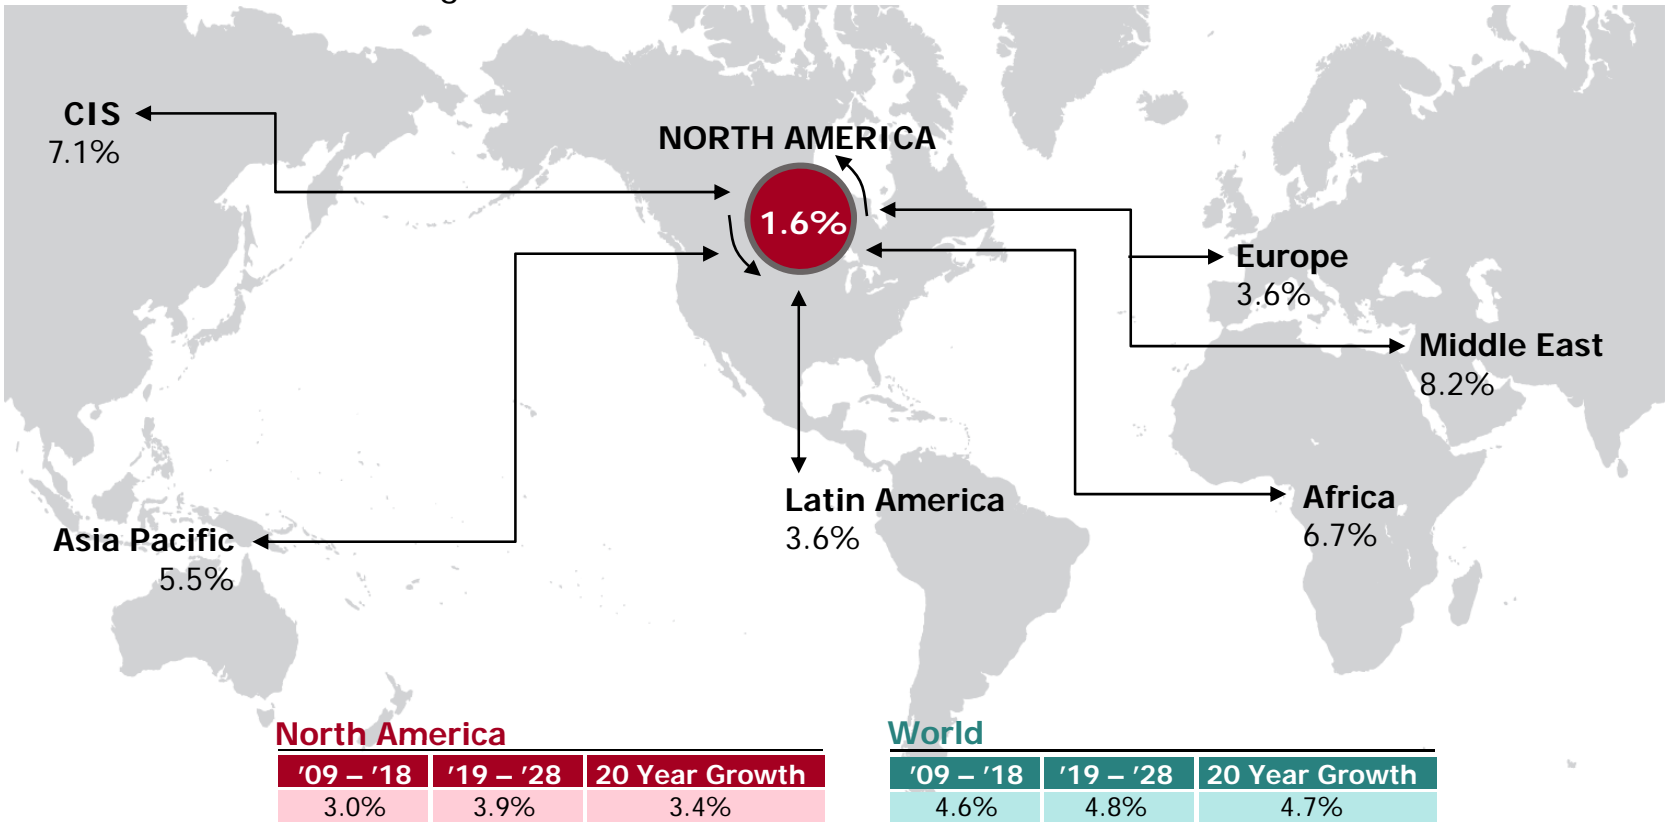 CIS
7.1%
NORTH AMERICA
1.6%
Europe
3.6%
Middle East
8.2%
Latin America
3.6%
Africa
6.7%
Asia Pacific
5.5%
North America
’09 – ’18 ’19 – ’28 20 Year Growth
3.0% 3.9% 3.4%
World
’09 – ’18 ’19 – ’28 20 Year Growth
4.6% 4.8% 4.7%